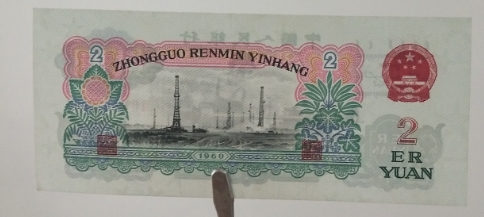 2
ZHONGGUO RENMIN YINHANG
2
1960
2
ER
YUAN